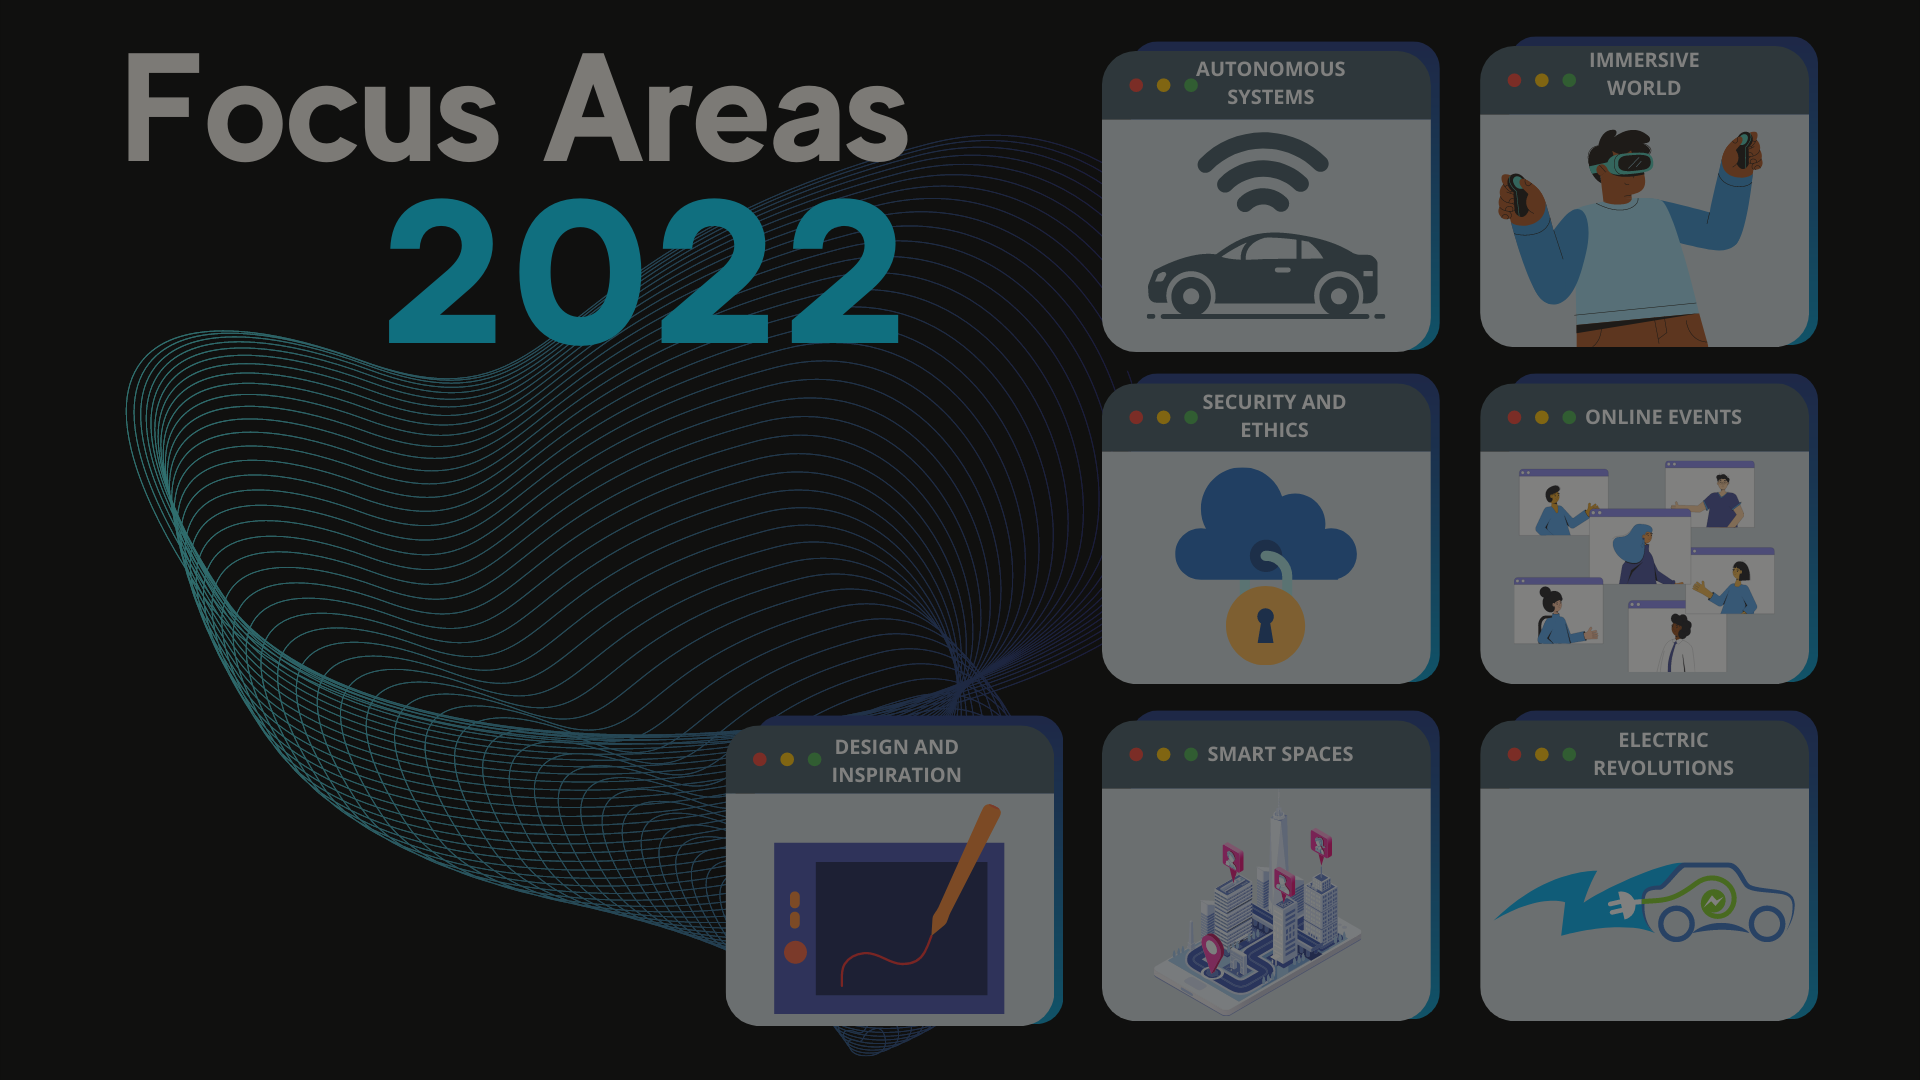 Focus Areas
2022
AUTONOMOUS
SYSTEMS
IMMERSIVE
WORLD
SECURITY AND
ETHICS
ONLINE EVENTS
DESIGN AND
INSPIRATION
SMART SPACES
ELECTRIC
REVOLUTIONS